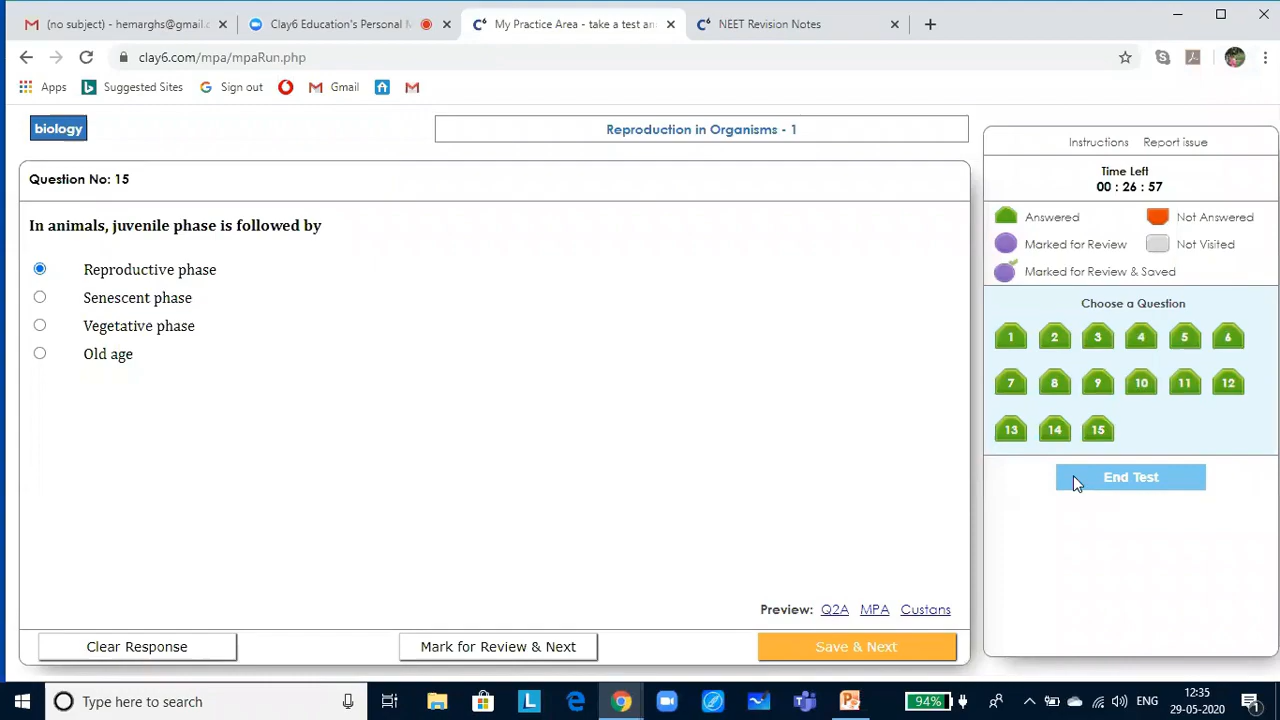 (no subject) - hemarghs@gmail.c
Clay6 Education's Personal M
My Practice Area - take a test an
NEET Revision Notes
clay6.com/mpa/mpaRun.php
Apps
Suggested Sites
Sign out
Gmail
biology
Reproduction in Organisms - 1
Instructions Report issue
Question No: 15
Time Left
00 : 26 : 57
In animals, juvenile phase is followed by
Reproductive phase
Senescent phase
Vegetative phase
Old age
Answered
Not Answered
Marked for Review
Not Visited
Marked for Review & Saved
Choose a Question
1 2 3 4 5 6
7 8 9 10 11 12
13 14 15
End Test
Preview: Q2A MPA Custans
Clear Response
Mark for Review & Next
Save & Next
Type here to search
94%
ENG
12:35
29-05-2020
1